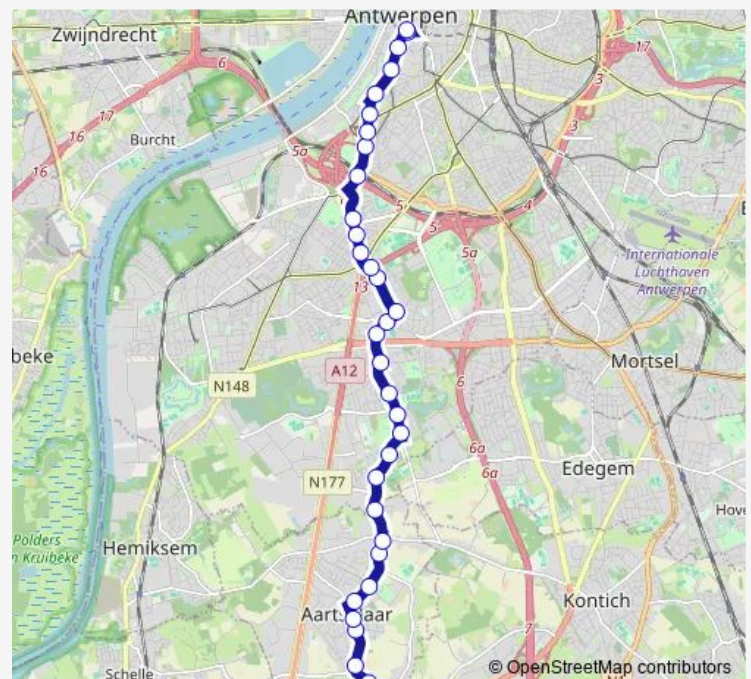 Antwerpen
Zwijndrecht
6
17
3
17
16
Burcht
3
16
5a
5
4
5
5a
Internationale
Luchthaven
Antwerpen
13
beke
A12
Mortsel
N148
6
6a
Edegem
N177
6a
Hove
Polders
n Kruibeke
Hemiksem
Kontich
7
Schelle
© OpenStreetMap contributors